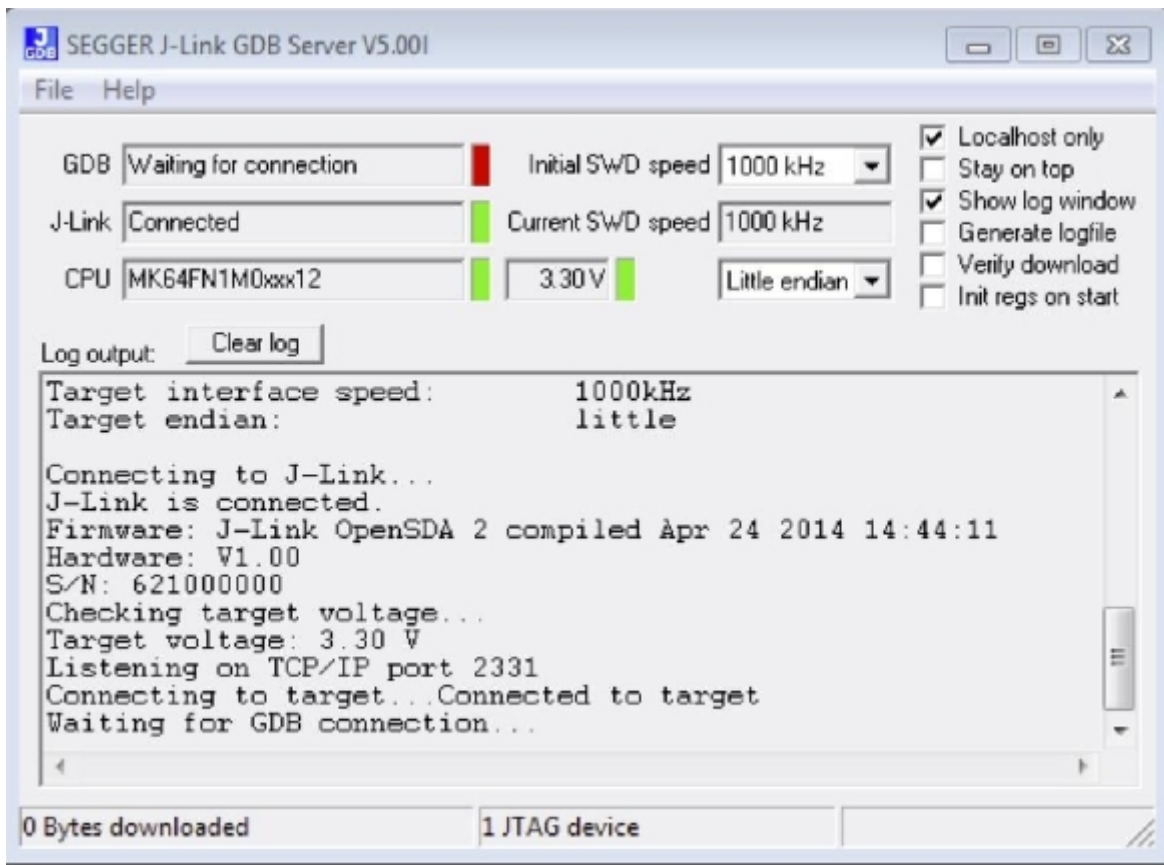 J
GDB
SEGGER J-Link GDB Server V5.00l
File Help
GDB Waiting for connection Initial SWD speed 1000 kHz
J-Link Connected Current SWD speed 1000 kHz
CPU MK64FN1M0xxx12 3.30 V Little endian
Localhost only
Stay on top
Show log window
Generate logfile
Verify download
Init regs on start
Log output: Clear log
Target interface speed: 1000kHz
Target endian: little
Connecting to J-Link...
J-Link is connected.
Firmware: J-Link OpenSDA 2 compiled Apr 24 2014 14:44:11
Hardware: V1.00
S/N: 621000000
Checking target voltage...
Target voltage: 3.30 V
Listening on TCP/IP port 2331
Connecting to target...Connected to target
Waiting for GDB connection...
0 Bytes downloaded 1 JTAG device